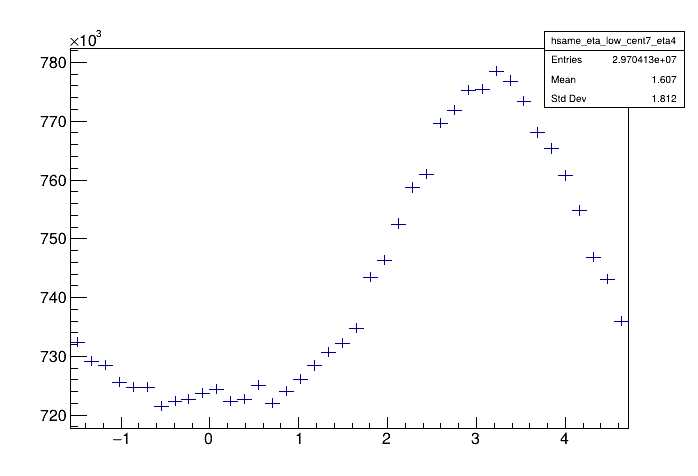 ×10³
hsame_eta_low_cent7_eta4
Entries 2.970413e+07
Mean 1.607
Std Dev 1.812
780
770
760
750
740
730
720
−1 0 1 2 3 4